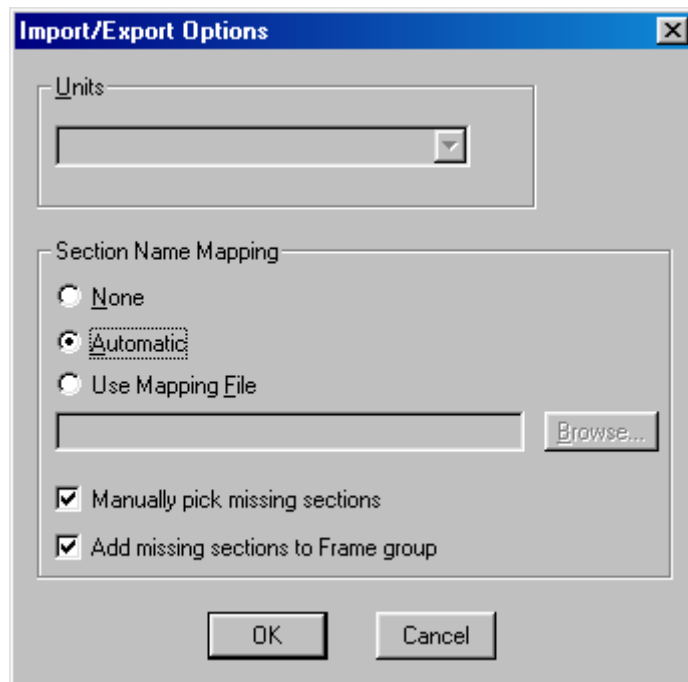 Import/Export Options
Units
Section Name Mapping
None
Automatic
Use Mapping File
Browse...
Manually pick missing sections
Add missing sections to Frame group
OK Cancel